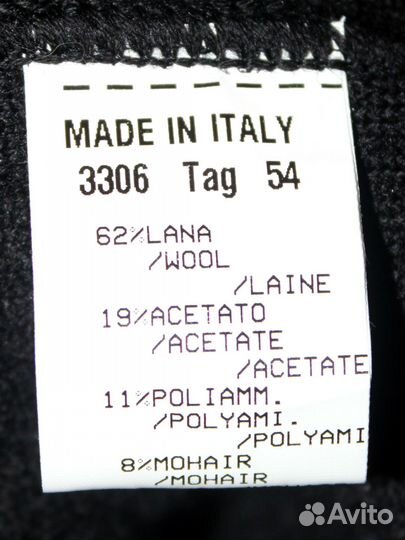 MADE IN ITALY
3306 Tag 54
62%LANA
/WOOL
/LAINE
19%ACETATO
/ACETATE
/ACETATE
11%POLIAMM.
/POLYAMI.
/POLYAMI
8%MOHAIR
/MOHAIR
Avito